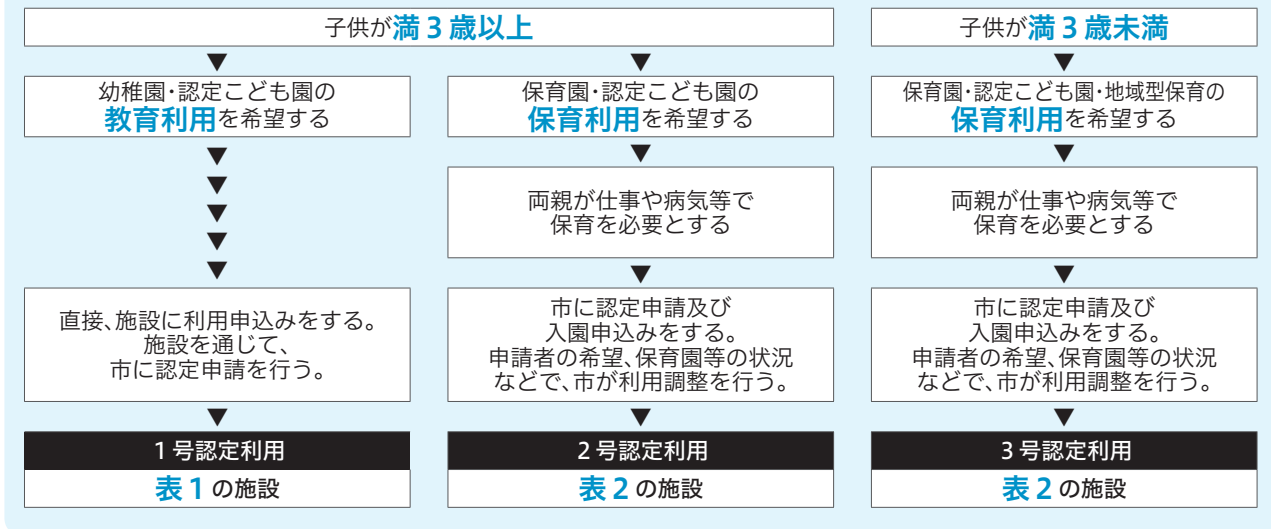 子供が満3歳以上
▼
幼稚園・認定こども園の
教育利用を希望する
▼
▼
▼
▼
▼
直接、施設に利用申込みをする。
施設を通じて、
市に認定申請を行う。
▼
1号認定利用
表1の施設
▼
保育園・認定こども園の
保育利用を希望する
▼
両親が仕事や病気等で
保育を必要とする
▼
市に認定申請及び
入園申込みをする。
申請者の希望、保育園等の状況
などで、市が利用調整を行う。
▼
2号認定利用
表2の施設
子供が満3歳未満
▼
保育園・認定こども園・地域型保育の
保育利用を希望する
▼
両親が仕事や病気等で
保育を必要とする
▼
市に認定申請及び
入園申込みをする。
申請者の希望、保育園等の状況
などで、市が利用調整を行う。
▼
3号認定利用
表2の施設